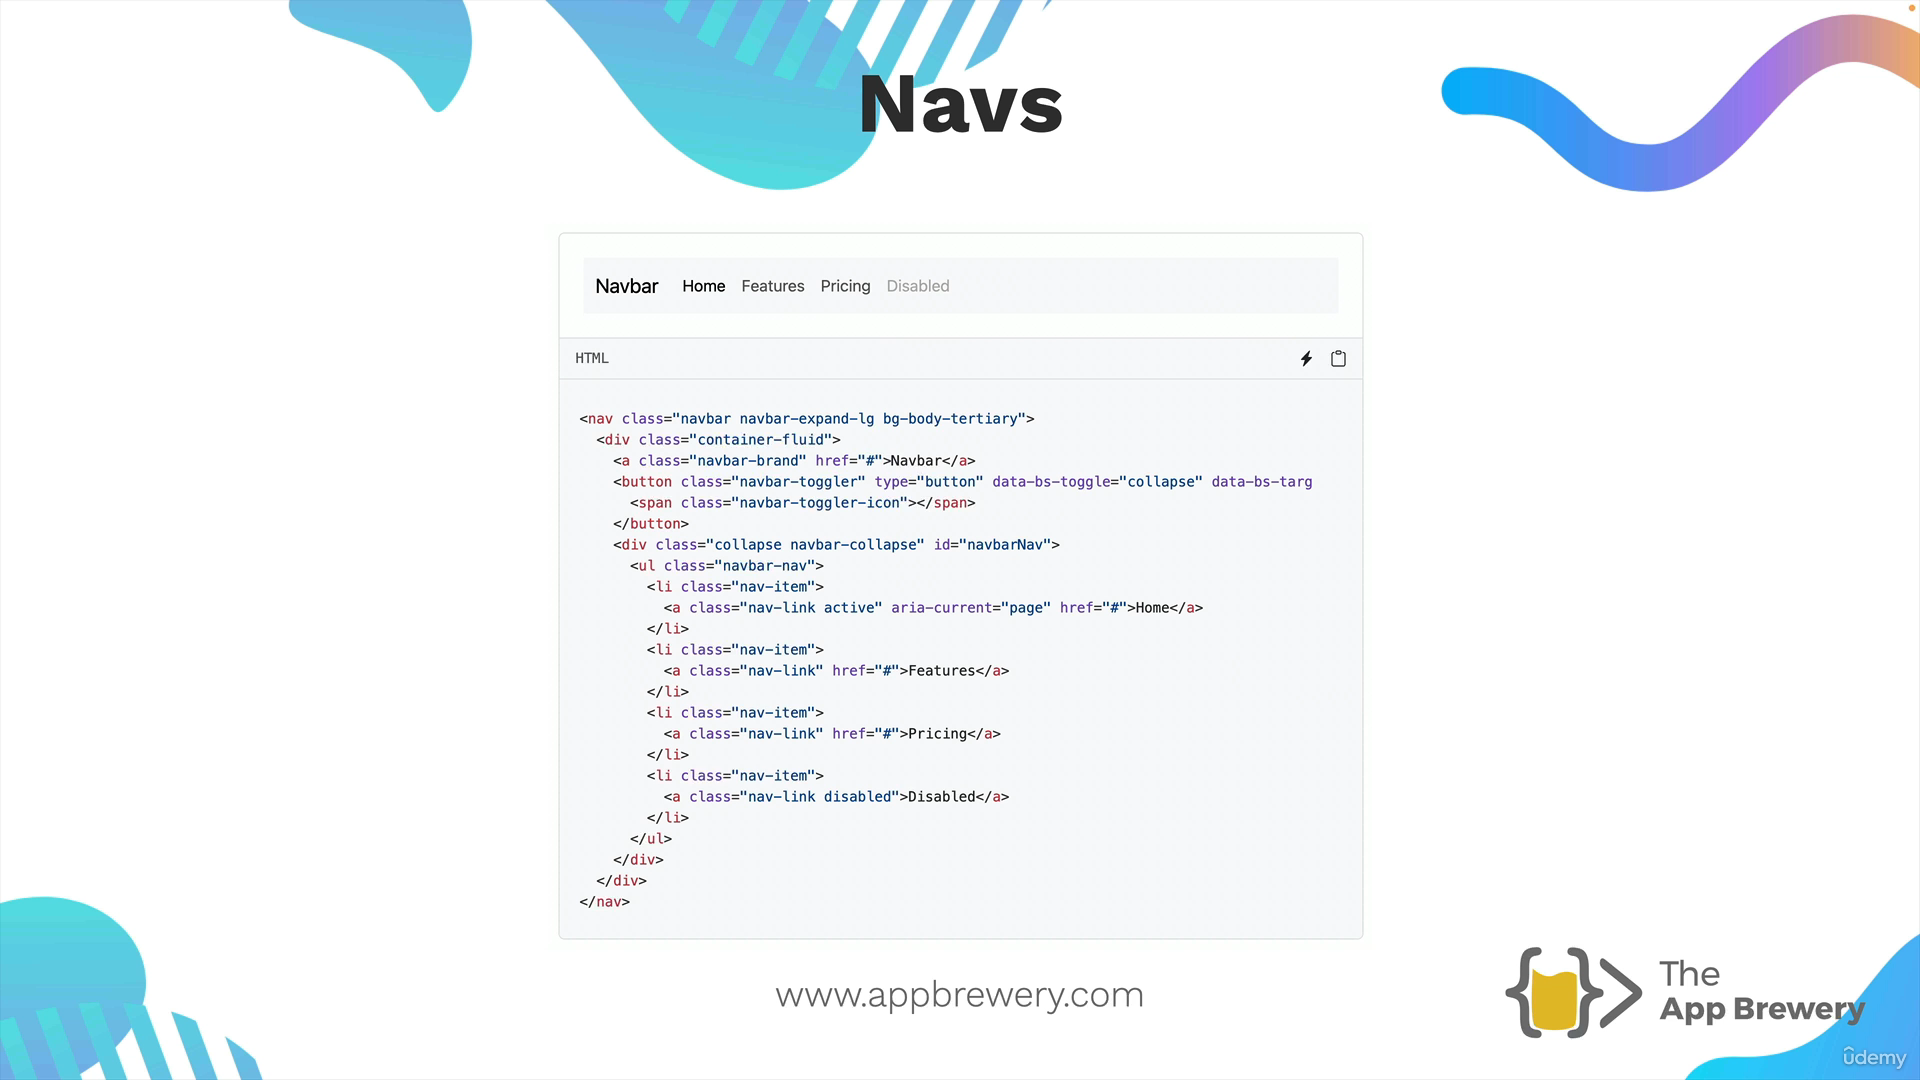 Navs
Navbar Home Features Pricing Disabled
HTML
<nav class="navbar navbar-expand-lg bg-body-tertiary">
  <div class="container-fluid">
    <a class="navbar-brand" href="#">Navbar</a>
    <button class="navbar-toggler" type="button" data-bs-toggle="collapse" data-bs-targ
      <span class="navbar-toggler-icon"></span>
    </button>
    <div class="collapse navbar-collapse" id="navbarNav">
      <ul class="navbar-nav">
        <li class="nav-item">
          <a class="nav-link active" aria-current="page" href="#">Home</a>
        </li>
        <li class="nav-item">
          <a class="nav-link" href="#">Features</a>
        </li>
        <li class="nav-item">
          <a class="nav-link" href="#">Pricing</a>
        </li>
        <li class="nav-item">
          <a class="nav-link disabled">Disabled</a>
        </li>
      </ul>
    </div>
  </div>
</nav>
www.appbrewery.com
The
App Brewery
ûdemy